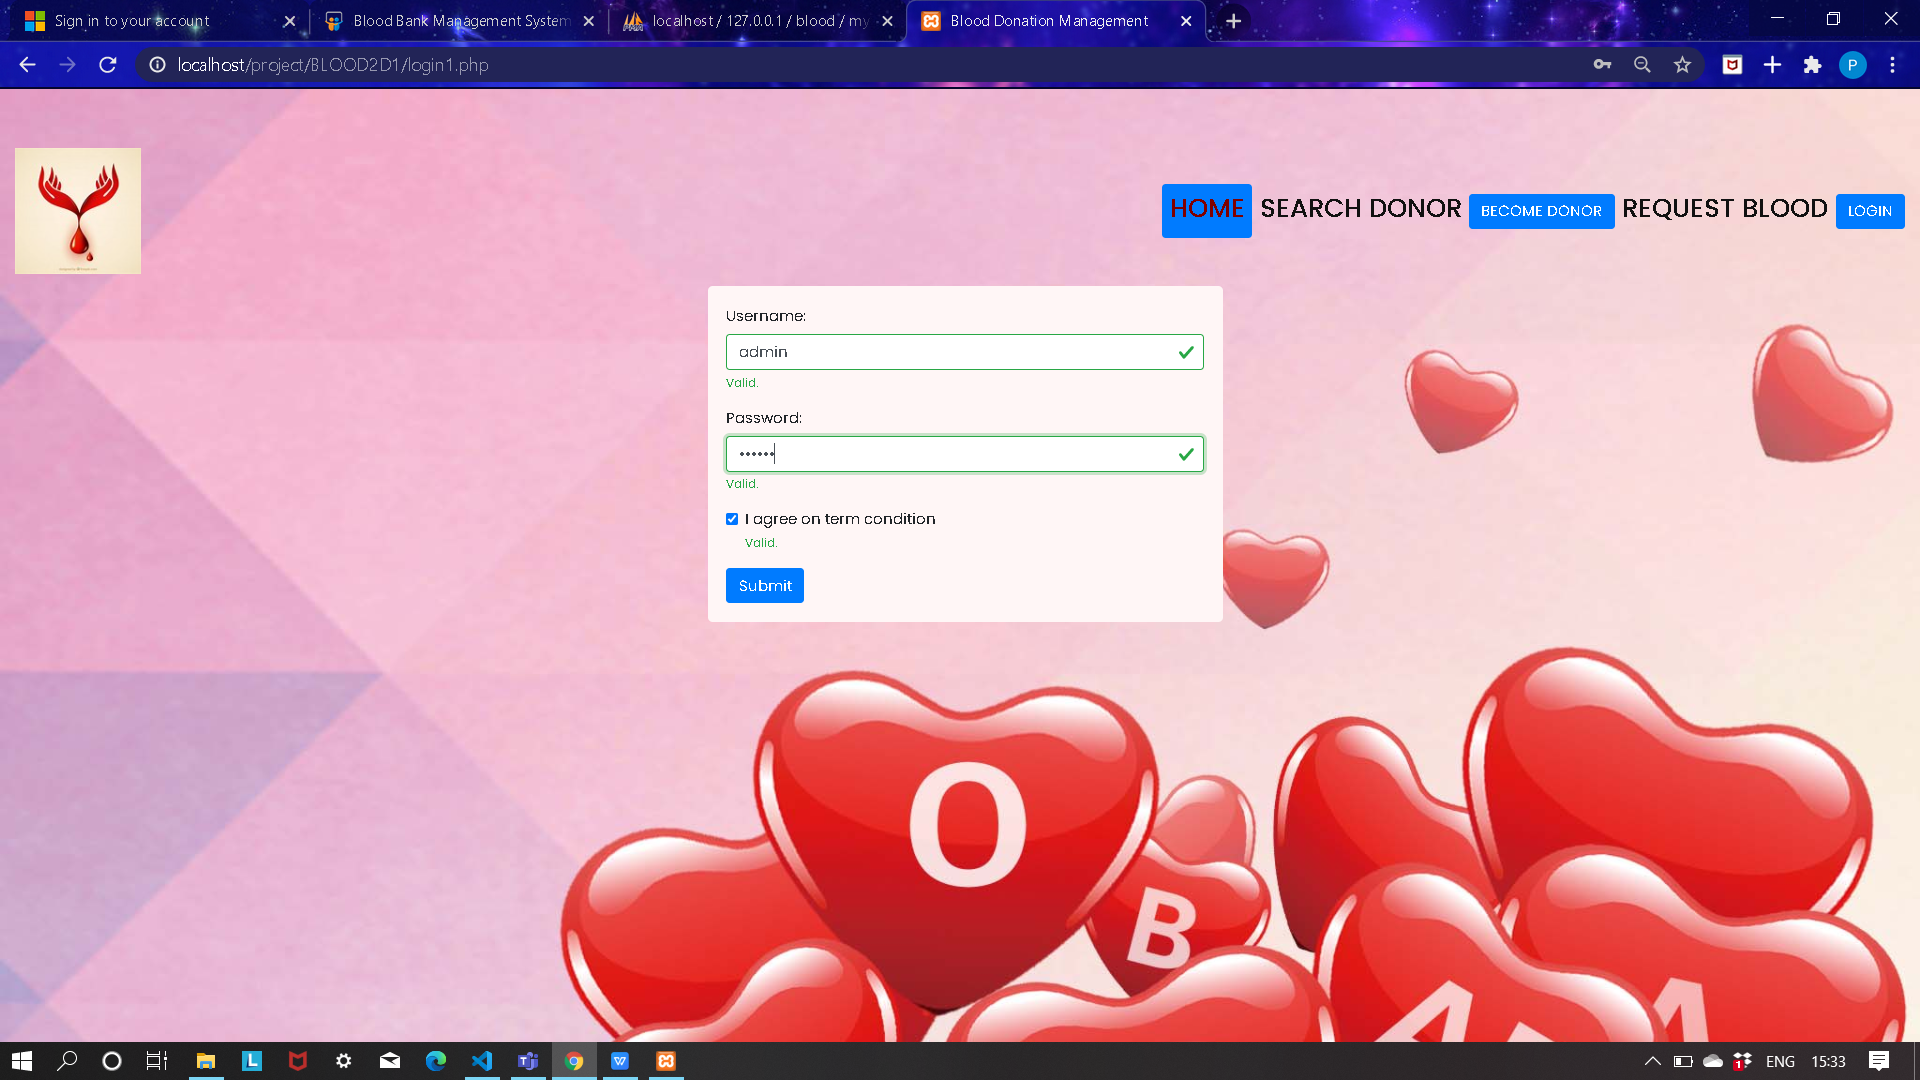 Sign in to your account
Blood Bank Management System
localhost / 127.0.0.1 / blood / my
Blood Donation Management
localhost/project/BLOOD2D1/login1.php
P
HOME SEARCH DONOR BECOME DONOR REQUEST BLOOD LOGIN
Username:
admin
Valid.
Password:
••••••
Valid.
I agree on term condition
Valid.
Submit
O
B
A
A
L
W
1
ENG
15:33